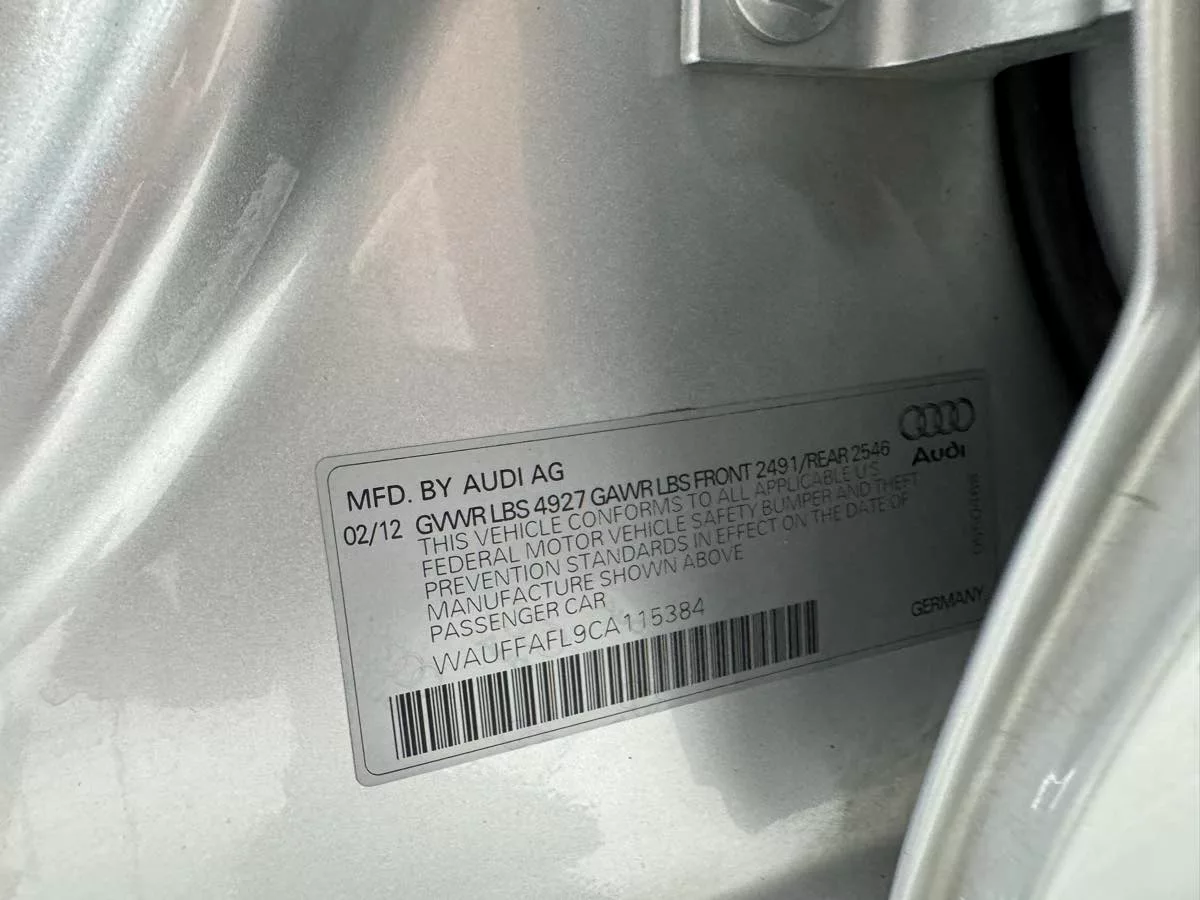 Audi
MFD. BY AUDI AG
02/12 GVWR LBS 4927 GAWR LBS FRONT 2491/REAR 2546
THIS VEHICLE CONFORMS TO ALL APPLICABLE U.S
FEDERAL MOTOR VEHICLE SAFETY BUMPER AND THEFT
PREVENTION STANDARDS IN EFFECT ON THE DATE OF
MANUFACTURE SHOWN ABOVE
PASSENGER CAR
WAUFFAFL9CA115384
GERMANY